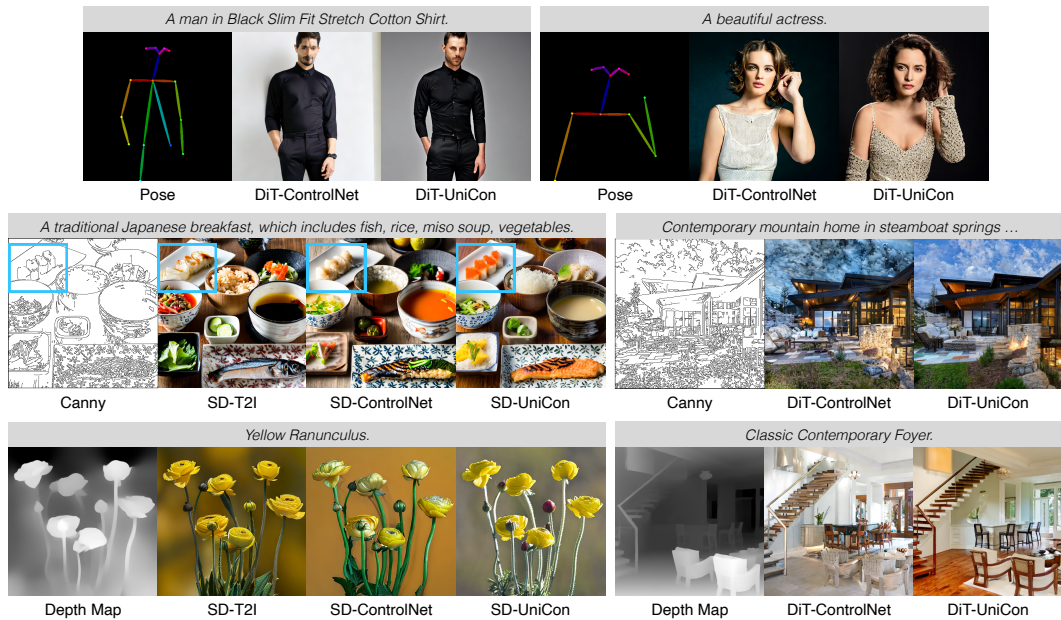 A man in Black Slim Fit Stretch Cotton Shirt.
A beautiful actress.
Pose
DiT-ControlNet
DiT-UniCon
Pose
DiT-ControlNet
DiT-UniCon
A traditional Japanese breakfast, which includes fish, rice, miso soup, vegetables.
Contemporary mountain home in steamboat springs ...
Canny
SD-T2I
SD-ControlNet
SD-UniCon
Canny
DiT-ControlNet
DiT-UniCon
Yellow Ranunculus.
Classic Contemporary Foyer.
Depth Map
SD-T2I
SD-ControlNet
SD-UniCon
Depth Map
DiT-ControlNet
DiT-UniCon